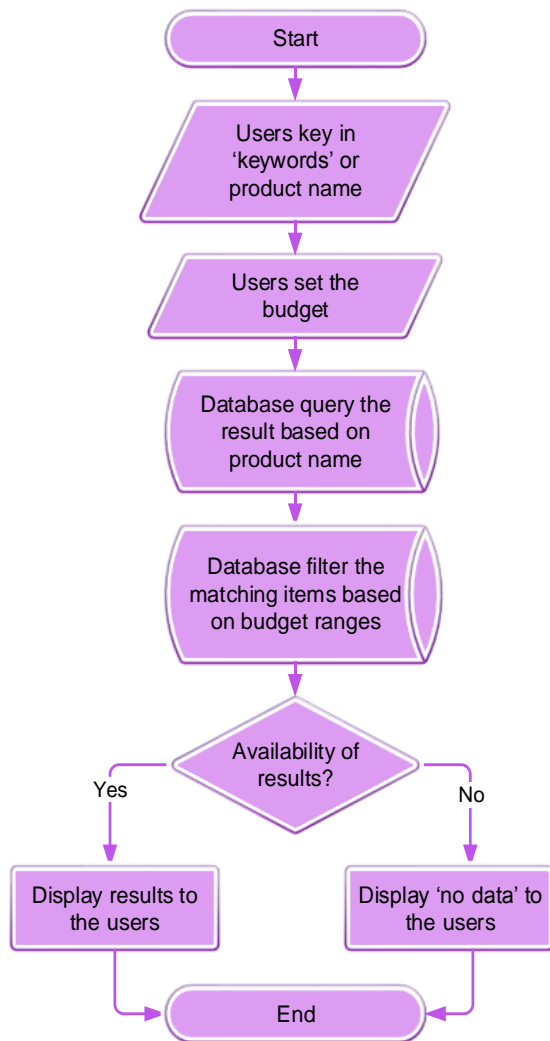 Start
Users key in
‘keywords’ or
product name
Users set the
budget
Database query the
result based on
product name
Database filter the
matching items based
on budget ranges
Availability of
results?
Yes
No
Display results to
the users
Display ‘no data’ to
the users
End